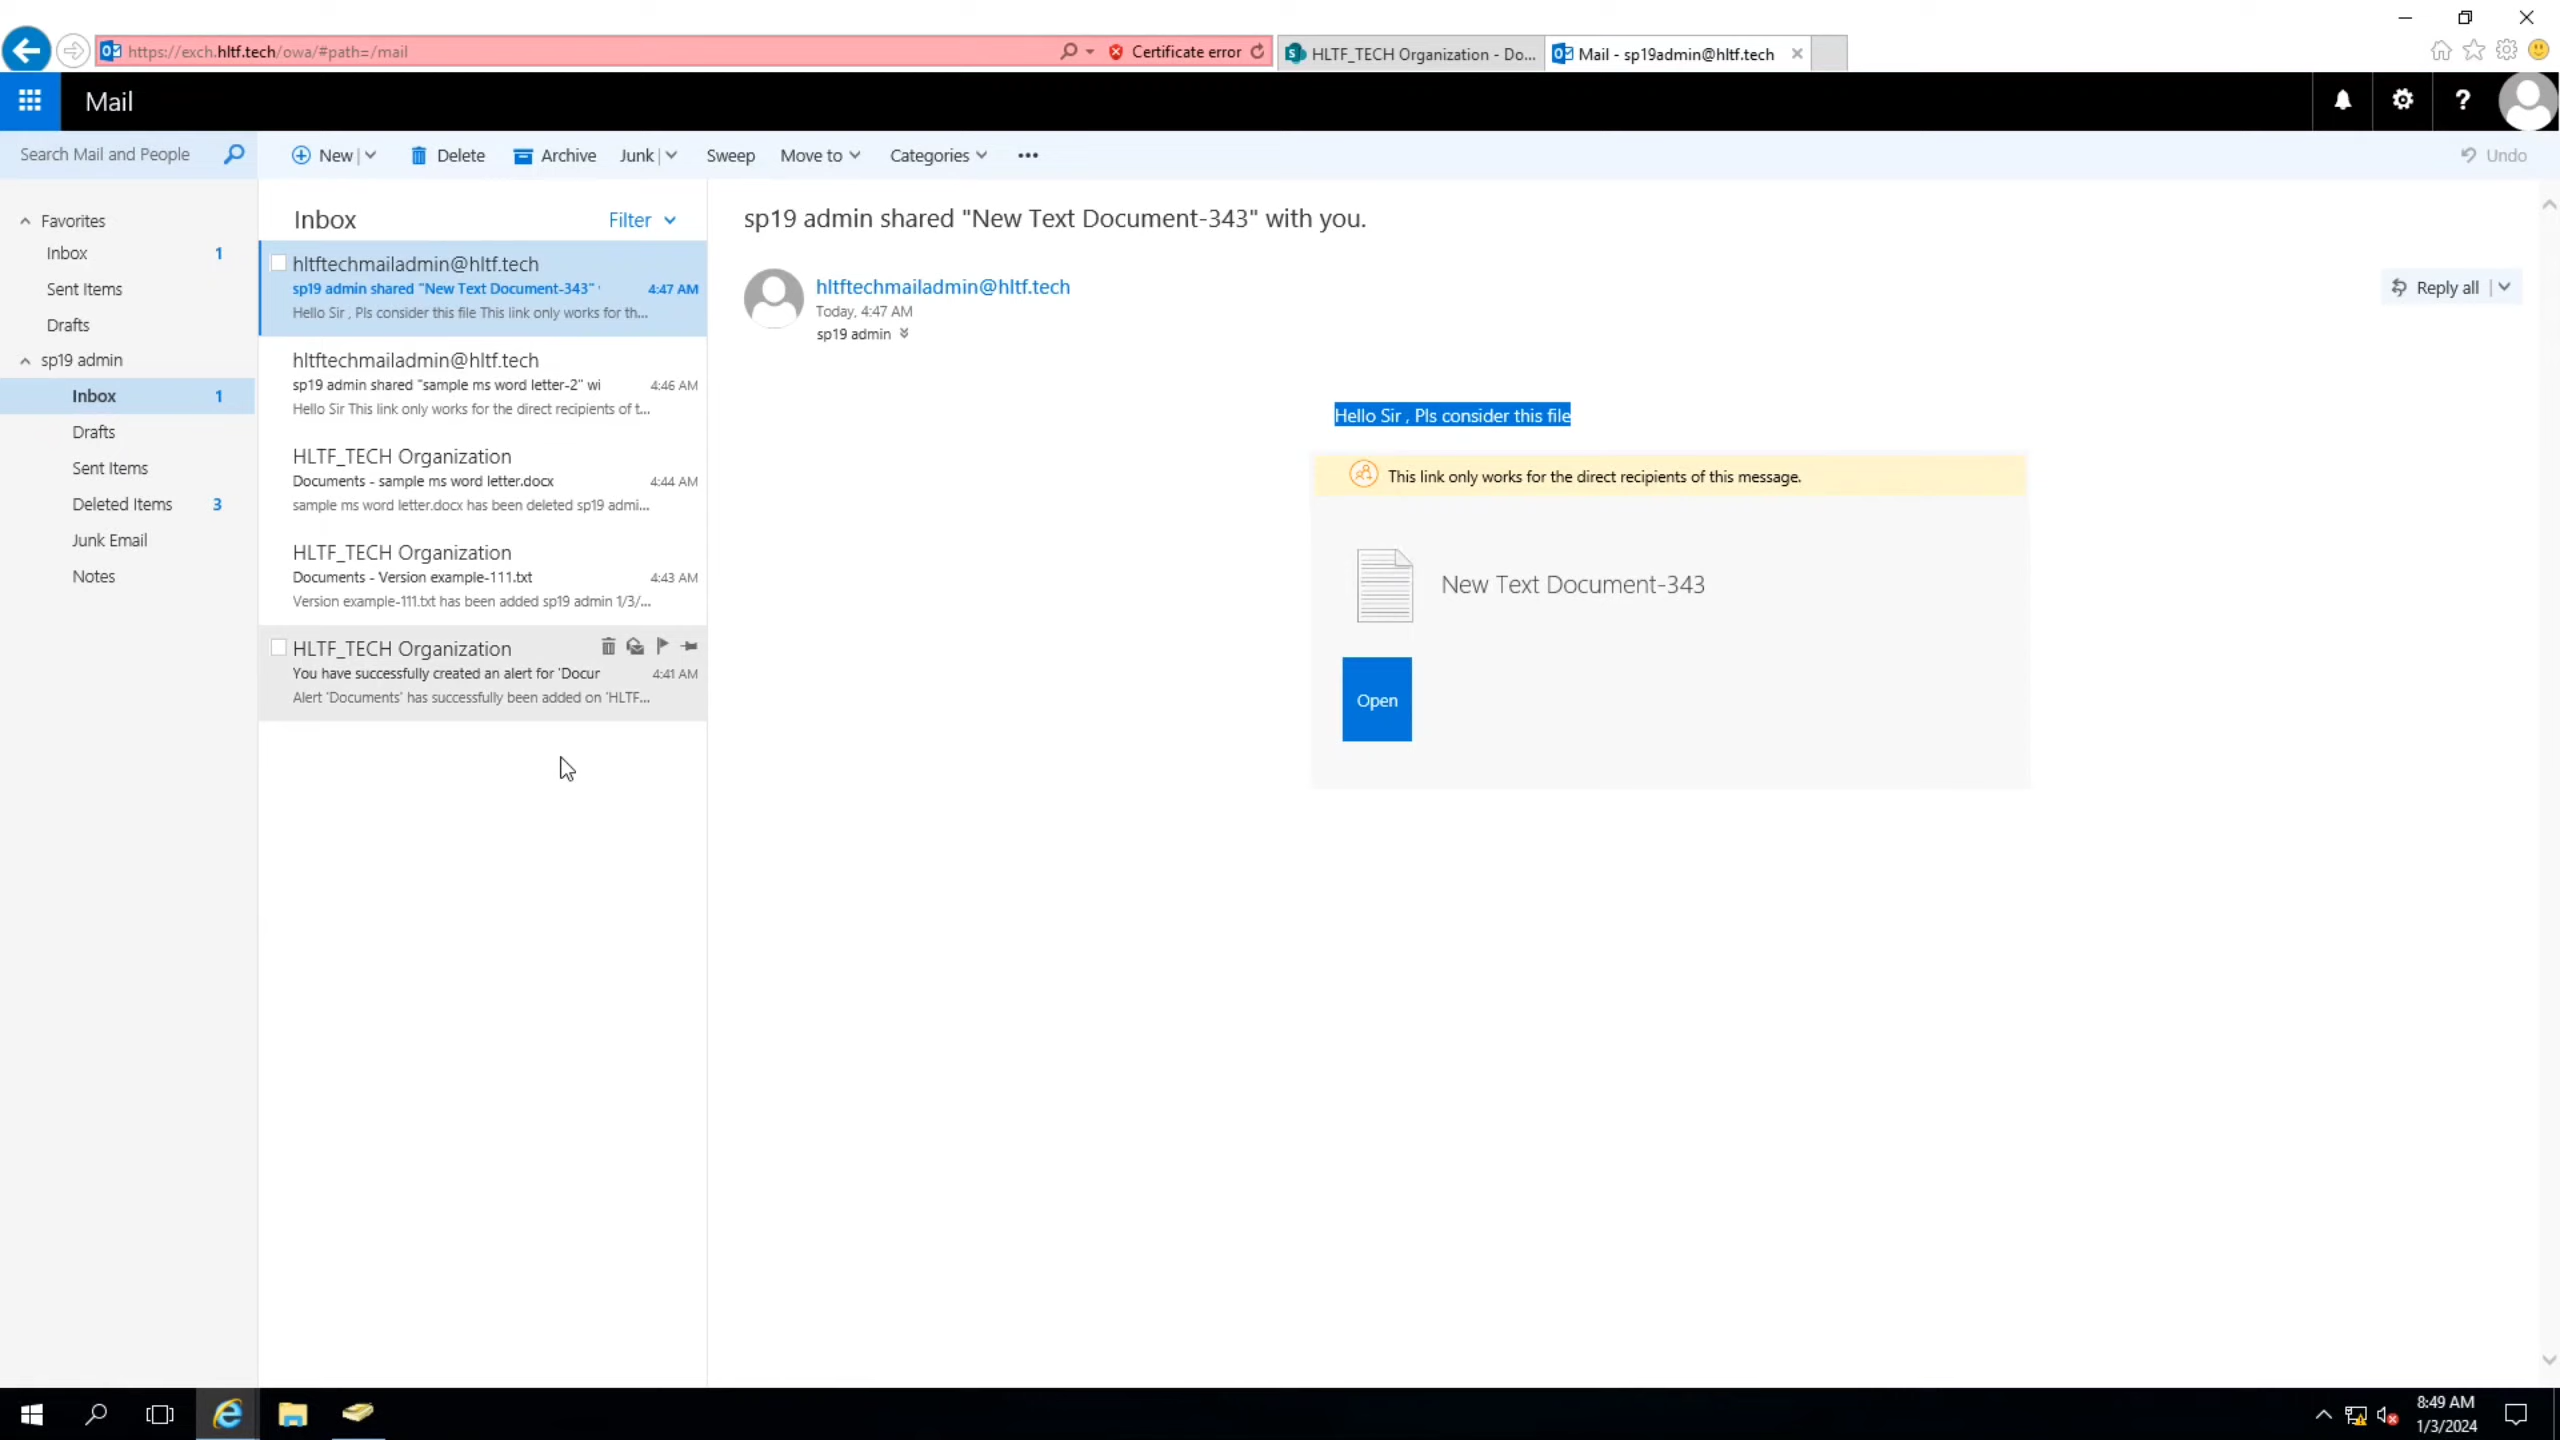 https://exch.hltf.tech/owa/#path=/mail
Certificate error
HLTF_TECH Organization - Do...
Mail - sp19admin@hltf.tech
Mail
Search Mail and People
New
Delete
Archive
Junk
Sweep
Move to
Categories
Undo
Favorites
Inbox 1
Sent Items
Drafts
sp19 admin
Inbox 1
Drafts
Sent Items
Deleted Items 3
Junk Email
Notes
Inbox
Filter
hltftechmailadmin@hltf.tech
sp19 admin shared "New Text Document-343" 4:47 AM
Hello Sir , Pls consider this file This link only works for th...
hltftechmailadmin@hltf.tech
sp19 admin shared "sample ms word letter-2" wi 4:46 AM
Hello Sir This link only works for the direct recipients of t...
HLTF_TECH Organization
Documents - sample ms word letter.docx 4:44 AM
sample ms word letter.docx has been deleted sp19 admi...
HLTF_TECH Organization
Documents - Version example-111.txt 4:43 AM
Version example-111.txt has been added sp19 admin 1/3/...
HLTF_TECH Organization
You have successfully created an alert for 'Docur 4:41 AM
Alert 'Documents' has successfully been added on 'HLTF...
sp19 admin shared "New Text Document-343" with you.
hltftechmailadmin@hltf.tech
Today, 4:47 AM
sp19 admin
Reply all
Hello Sir , Pls consider this file
This link only works for the direct recipients of this message.
New Text Document-343
Open
8:49 AM
1/3/2024